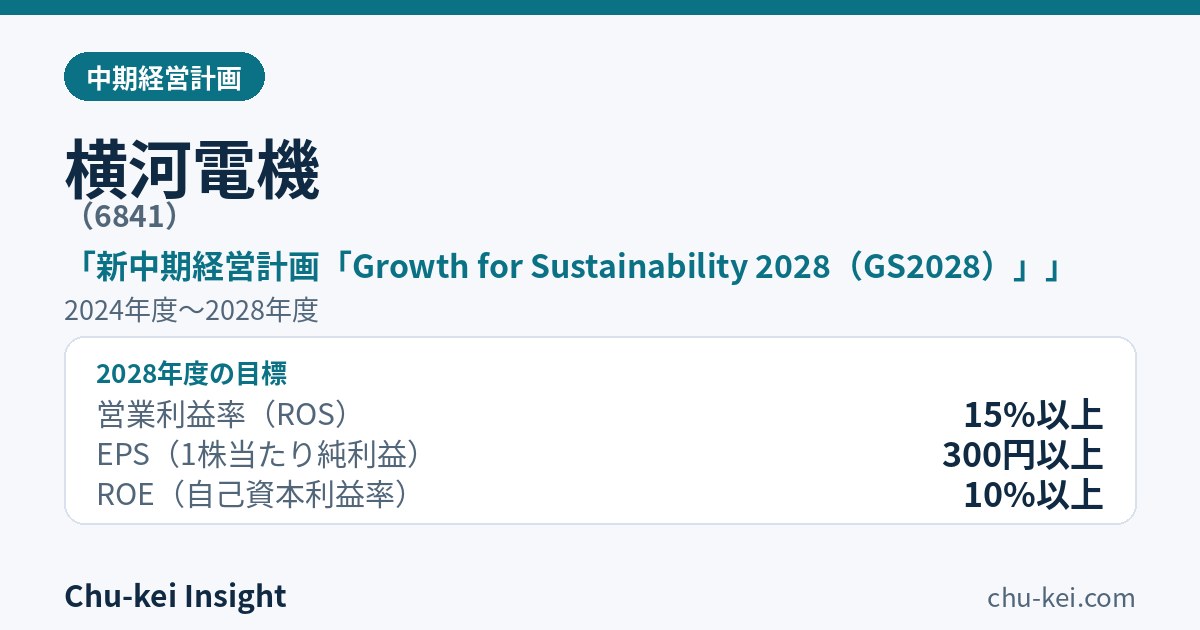 中期経営計画
横河電機
（6841）
「新中期経営計画「Growth for Sustainability 2028（GS2028）」」
2024年度〜2028年度
2028年度の目標
営業利益率（ROS） 15%以上
EPS（1株当たり純利益） 300円以上
ROE（自己資本利益率） 10%以上
Chu-kei Insight chu-kei.com